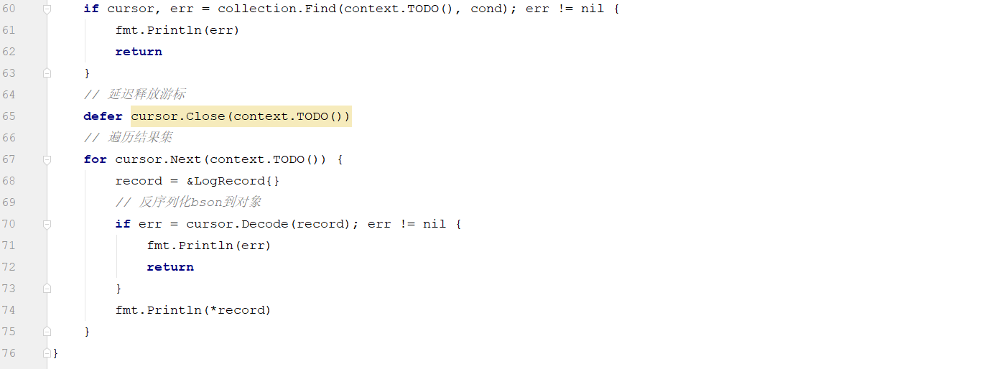 60 if cursor, err = collection.Find(context.TODO(), cond); err != nil {
61 fmt.Println(err)
62 return
63 }
64 // 延迟释放游标
65 defer cursor.Close(context.TODO())
66 // 遍历结果集
67 for cursor.Next(context.TODO()) {
68 record = &LogRecord{}
69 // 反序列化bson到对象
70 if err = cursor.Decode(record); err != nil {
71 fmt.Println(err)
72 return
73 }
74 fmt.Println(*record)
75 }
76 }